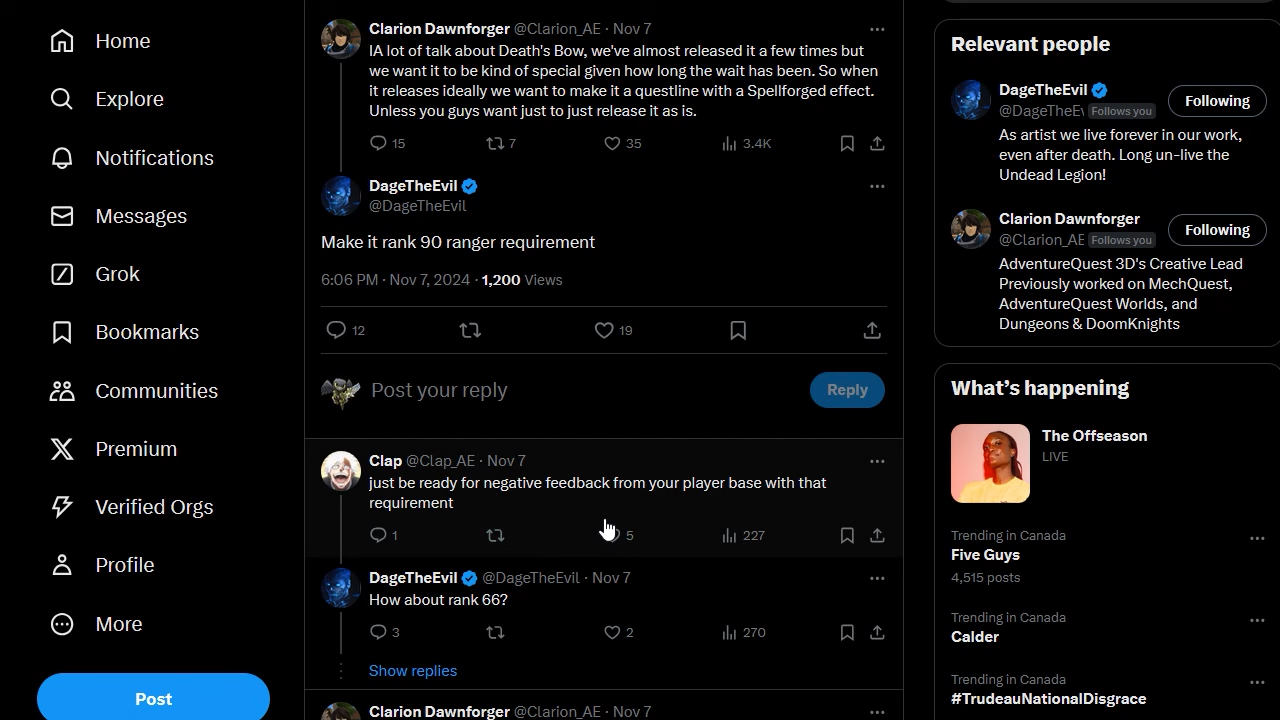 Home
Explore
Notifications
Messages
Grok
Bookmarks
Communities
Premium
Verified Orgs
Profile
More
Post
Clarion Dawnforger @Clarion_AE · Nov 7
IA lot of talk about Death's Bow, we've almost released it a few times but
we want it to be kind of special given how long the wait has been. So when
it releases ideally we want to make it a questline with a Spellforged effect.
Unless you guys want just to just release it as is.
15 7 35 3.4K
DageTheEvil
@DageTheEvil
Make it rank 90 ranger requirement
6:06 PM · Nov 7, 2024 · 1,200 Views
12 19
Post your reply
Reply
Clap @Clap_AE · Nov 7
just be ready for negative feedback from your player base with that
requirement
1 5 227
DageTheEvil @DageTheEvil · Nov 7
How about rank 66?
3 2 270
Show replies
Clarion Dawnforger @Clarion_AE · Nov 7
Relevant people
DageTheEvil
@DageTheEv Follows you
Following
As artist we live forever in our work,
even after death. Long un-live the
Undead Legion!
Clarion Dawnforger
@Clarion_AE Follows you
Following
AdventureQuest 3D's Creative Lead
Previously worked on MechQuest,
AdventureQuest Worlds, and
Dungeons & DoomKnights
What's happening
The Offseason
LIVE
Trending in Canada
Five Guys
4,515 posts
Trending in Canada
Calder
Trending in Canada
#TrudeauNationalDisgrace